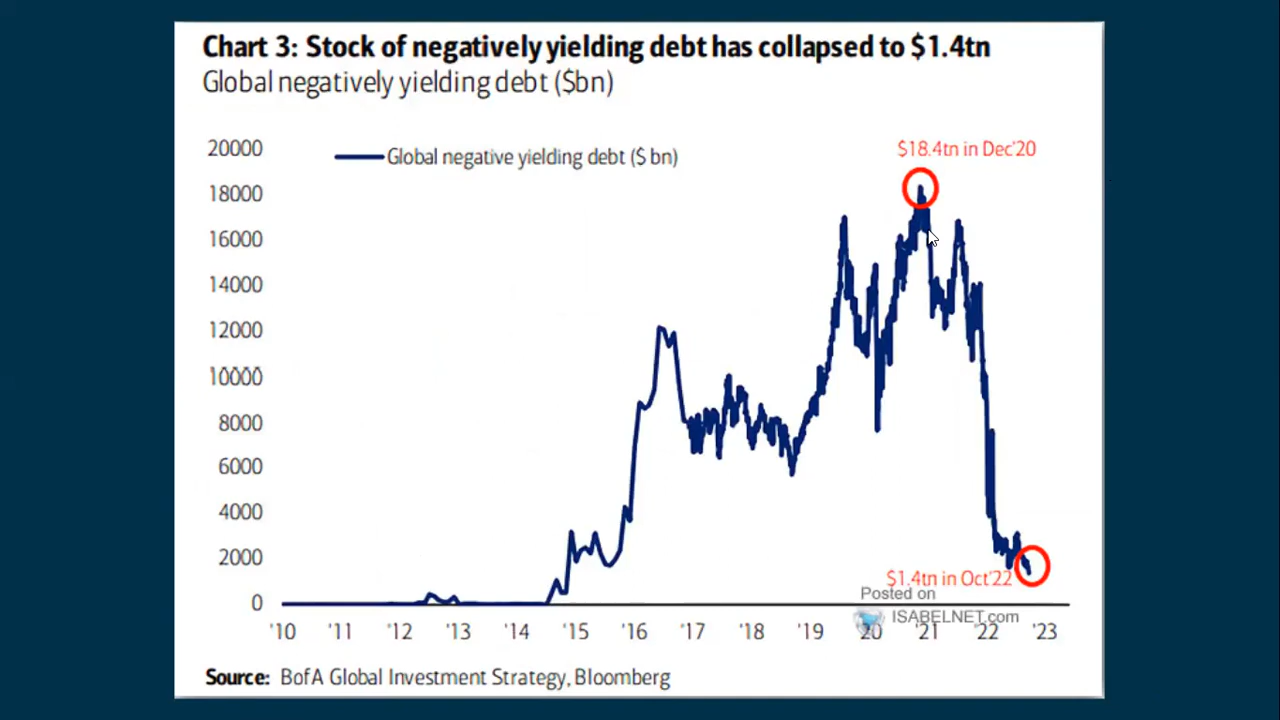 Chart 3: Stock of negatively yielding debt has collapsed to $1.4tn
Global negatively yielding debt ($bn)
20000
Global negative yielding debt ($ bn)
$18.4tn in Dec'20
18000
16000
14000
12000
10000
8000
6000
4000
2000
$1.4tn in Oct'22
Posted on
0
ISABELNET.com
'10 '11 '12 '13 '14 '15 '16 '17 '18 '19 '20 '21 '22 '23
Source: BofA Global Investment Strategy, Bloomberg